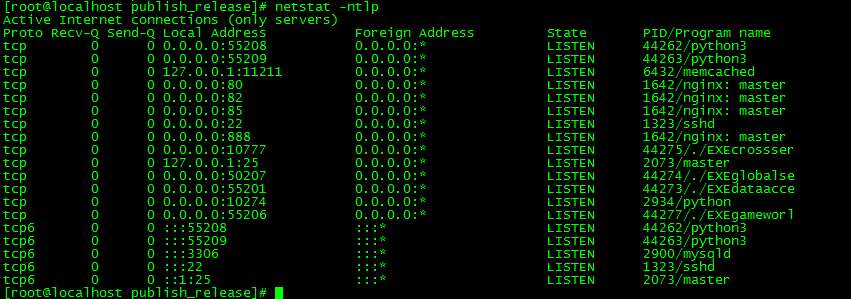 [root@localhost publish_release]# netstat -ntlp
Active Internet connections (only servers)
Proto Recv-Q Send-Q Local Address           Foreign Address         State       PID/Program name
tcp        0      0 0.0.0.0:55208           0.0.0.0:*               LISTEN      44262/python3
tcp        0      0 0.0.0.0:55209           0.0.0.0:*               LISTEN      44263/python3
tcp        0      0 127.0.0.1:11211         0.0.0.0:*               LISTEN      6432/memcached
tcp        0      0 0.0.0.0:80              0.0.0.0:*               LISTEN      1642/nginx: master
tcp        0      0 0.0.0.0:82              0.0.0.0:*               LISTEN      1642/nginx: master
tcp        0      0 0.0.0.0:85              0.0.0.0:*               LISTEN      1642/nginx: master
tcp        0      0 0.0.0.0:22              0.0.0.0:*               LISTEN      1323/sshd
tcp        0      0 0.0.0.0:888             0.0.0.0:*               LISTEN      1642/nginx: master
tcp        0      0 0.0.0.0:10777           0.0.0.0:*               LISTEN      44275/./EXEcrossser
tcp        0      0 127.0.0.1:25            0.0.0.0:*               LISTEN      2073/master
tcp        0      0 0.0.0.0:50207           0.0.0.0:*               LISTEN      44274/./EXEglobalse
tcp        0      0 0.0.0.0:55201           0.0.0.0:*               LISTEN      44273/./EXEdataacce
tcp        0      0 0.0.0.0:10274           0.0.0.0:*               LISTEN      2934/python
tcp        0      0 0.0.0.0:55206           0.0.0.0:*               LISTEN      44277/./EXEgameworl
tcp6       0      0 :::55208                :::*                    LISTEN      44262/python3
tcp6       0      0 :::55209                :::*                    LISTEN      44263/python3
tcp6       0      0 :::3306                 :::*                    LISTEN      2900/mysqld
tcp6       0      0 :::22                   :::*                    LISTEN      1323/sshd
tcp6       0      0 ::1:25                  :::*                    LISTEN      2073/master
[root@localhost publish_release]#